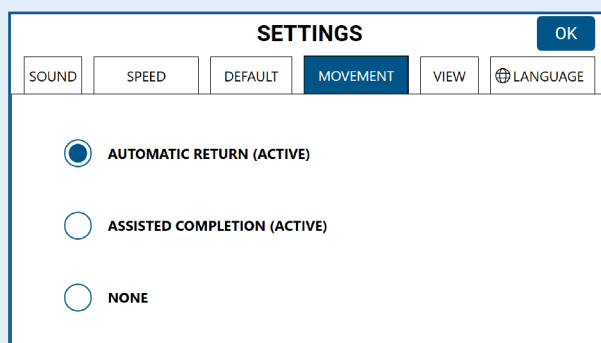 SETTINGS
OK
SOUND
SPEED
DEFAULT
MOVEMENT
VIEW
LANGUAGE
AUTOMATIC RETURN (ACTIVE)
ASSISTED COMPLETION (ACTIVE)
NONE